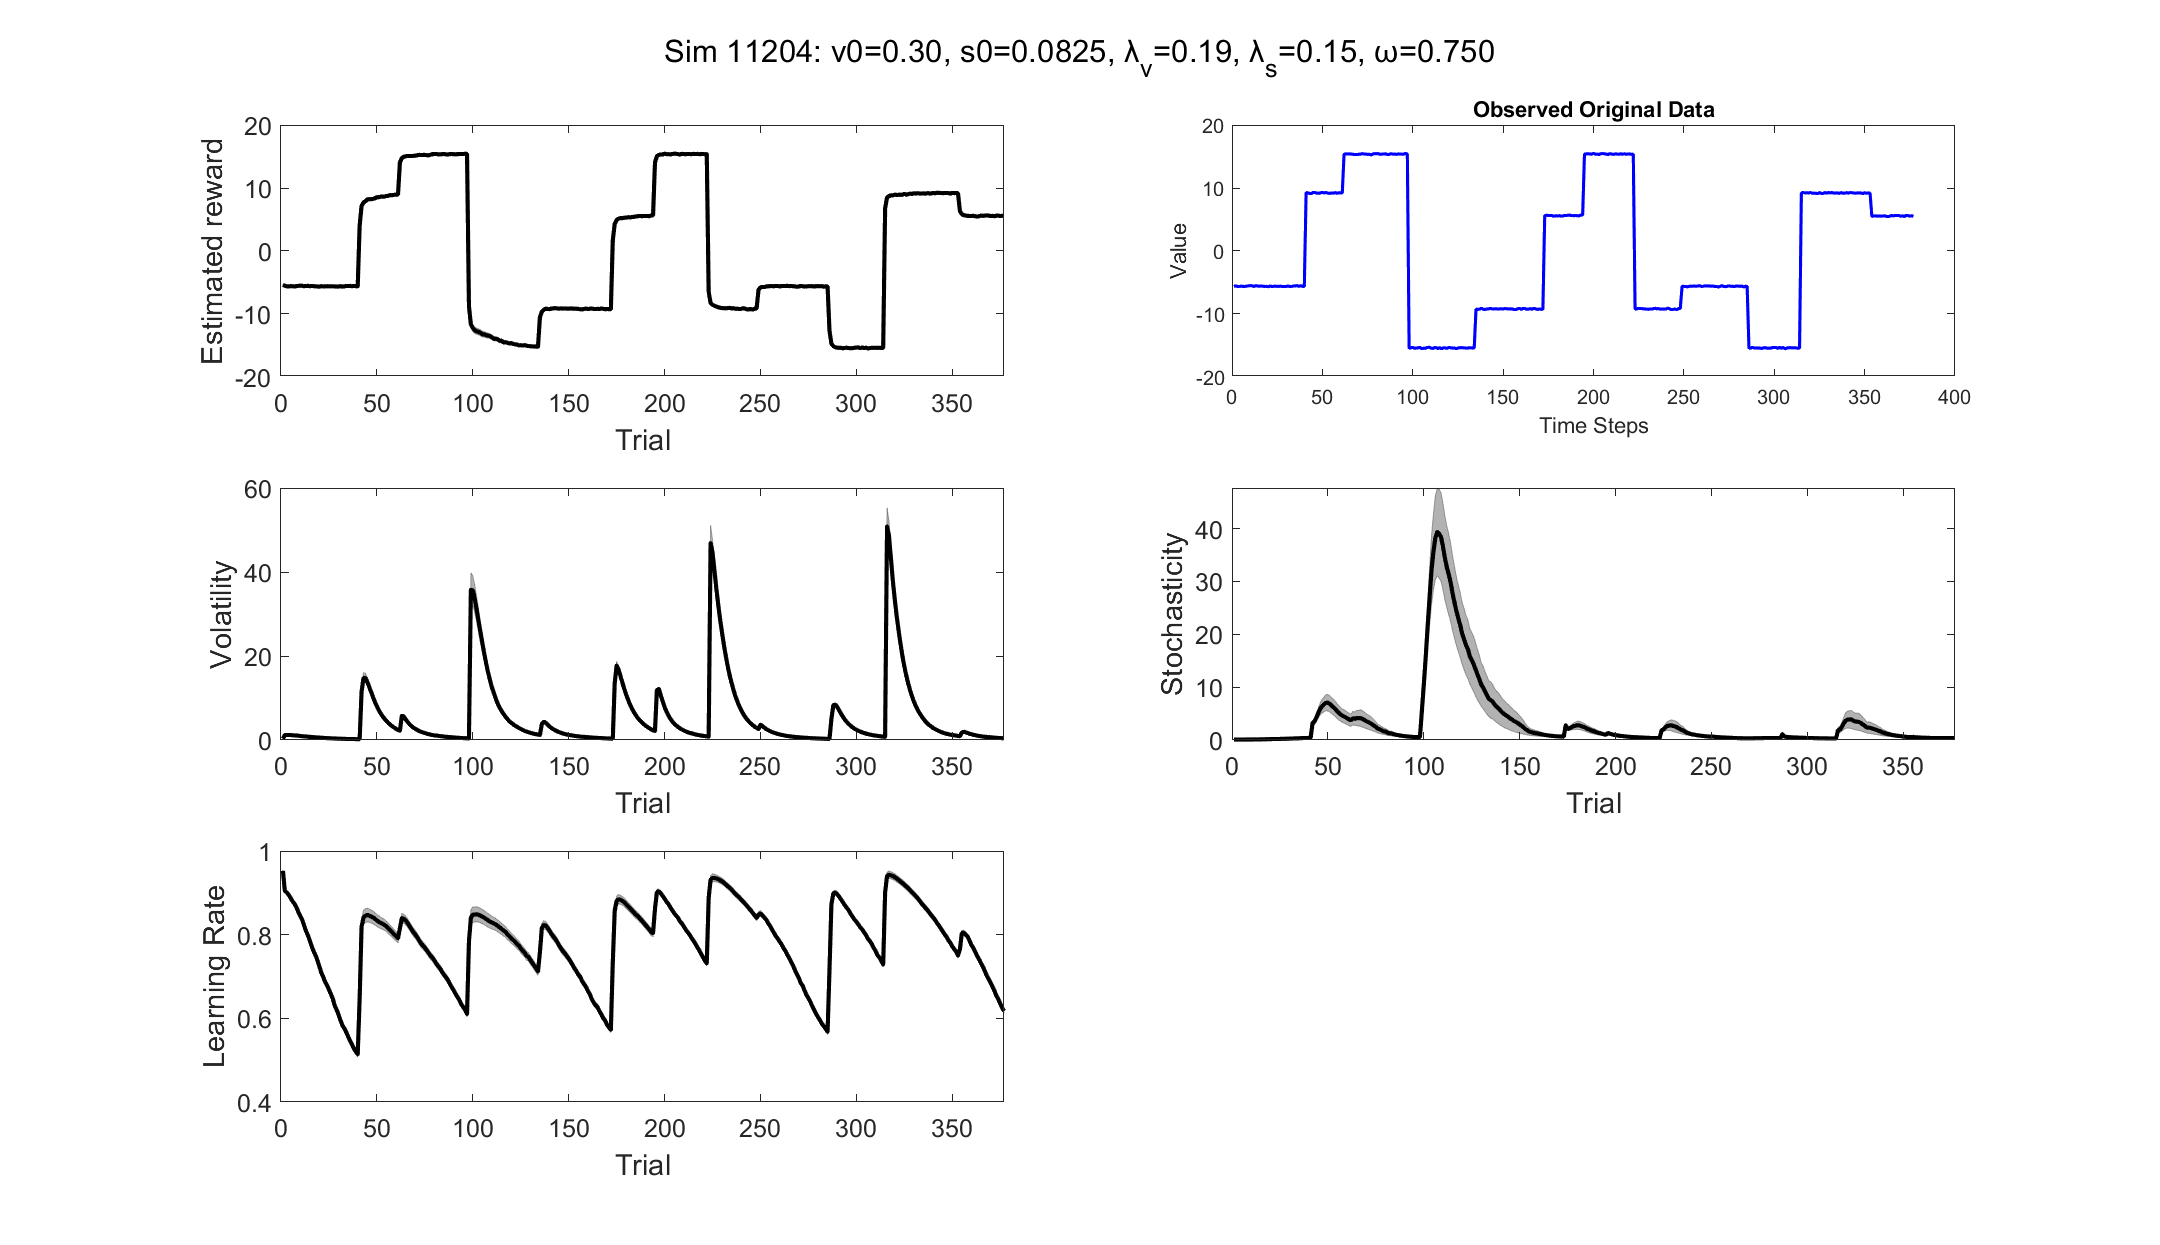 Sim 11204: v0=0.30, s0=0.0825, λv=0.19, λs=0.15, ω=0.750
Estimated reward
20
10
0
-10
-20
0 50 100 150 200 250 300 350
Trial
Observed Original Data
Value
20
10
0
-10
-20
0 50 100 150 200 250 300 350 400
Time Steps
Volatility
60
40
20
0
0 50 100 150 200 250 300 350
Trial
Stochasticity
40
30
20
10
0
0 50 100 150 200 250 300 350
Trial
Learning Rate
1
0.8
0.6
0.4
0 50 100 150 200 250 300 350
Trial